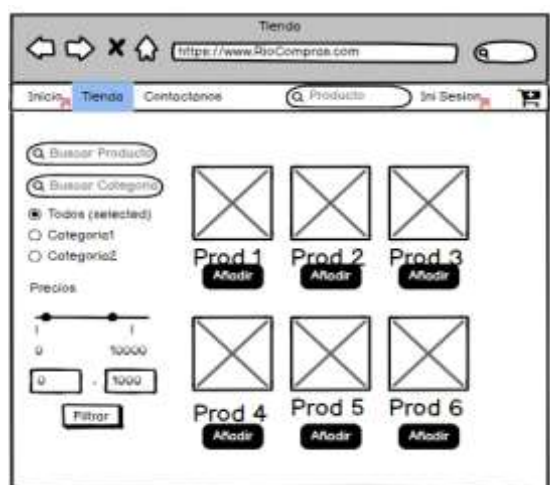 Tienda
https://www.RioCompras.com
Inicio Tienda Contactanos Producto Ini Sesion
Buscar Producto
Buscar Categoria
Todos (selected)
Categoria1
Categoria2
Precios
0 10000
0 - 1000
Filtrar
Prod 1 Prod 2 Prod 3
Añadir Añadir Añadir
Prod 4 Prod 5 Prod 6
Añadir Añadir Añadir